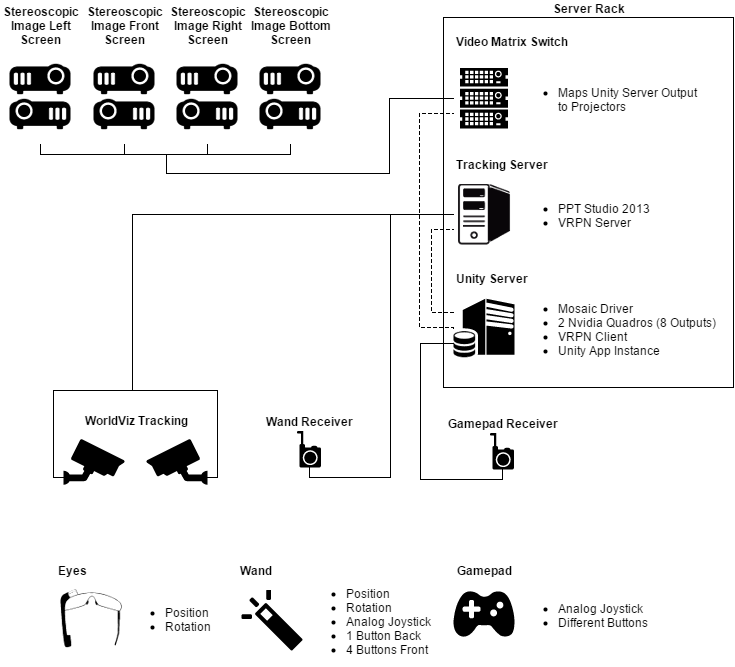 Stereoscopic
Image Left
Screen
Stereoscopic
Image Front
Screen
Stereoscopic
Image Right
Screen
Stereoscopic
Image Bottom
Screen
Server Rack
Video Matrix Switch
• Maps Unity Server Output
to Projectors
Tracking Server
• PPT Studio 2013
• VRPN Server
Unity Server
• Mosaic Driver
• 2 Nvidia Quadros (8 Outputs)
• VRPN Client
• Unity App Instance
WorldViz Tracking
Wand Receiver
Gamepad Receiver
Eyes
• Position
• Rotation
Wand
• Position
• Rotation
• Analog Joystick
• 1 Button Back
• 4 Buttons Front
Gamepad
• Analog Joystick
• Different Buttons